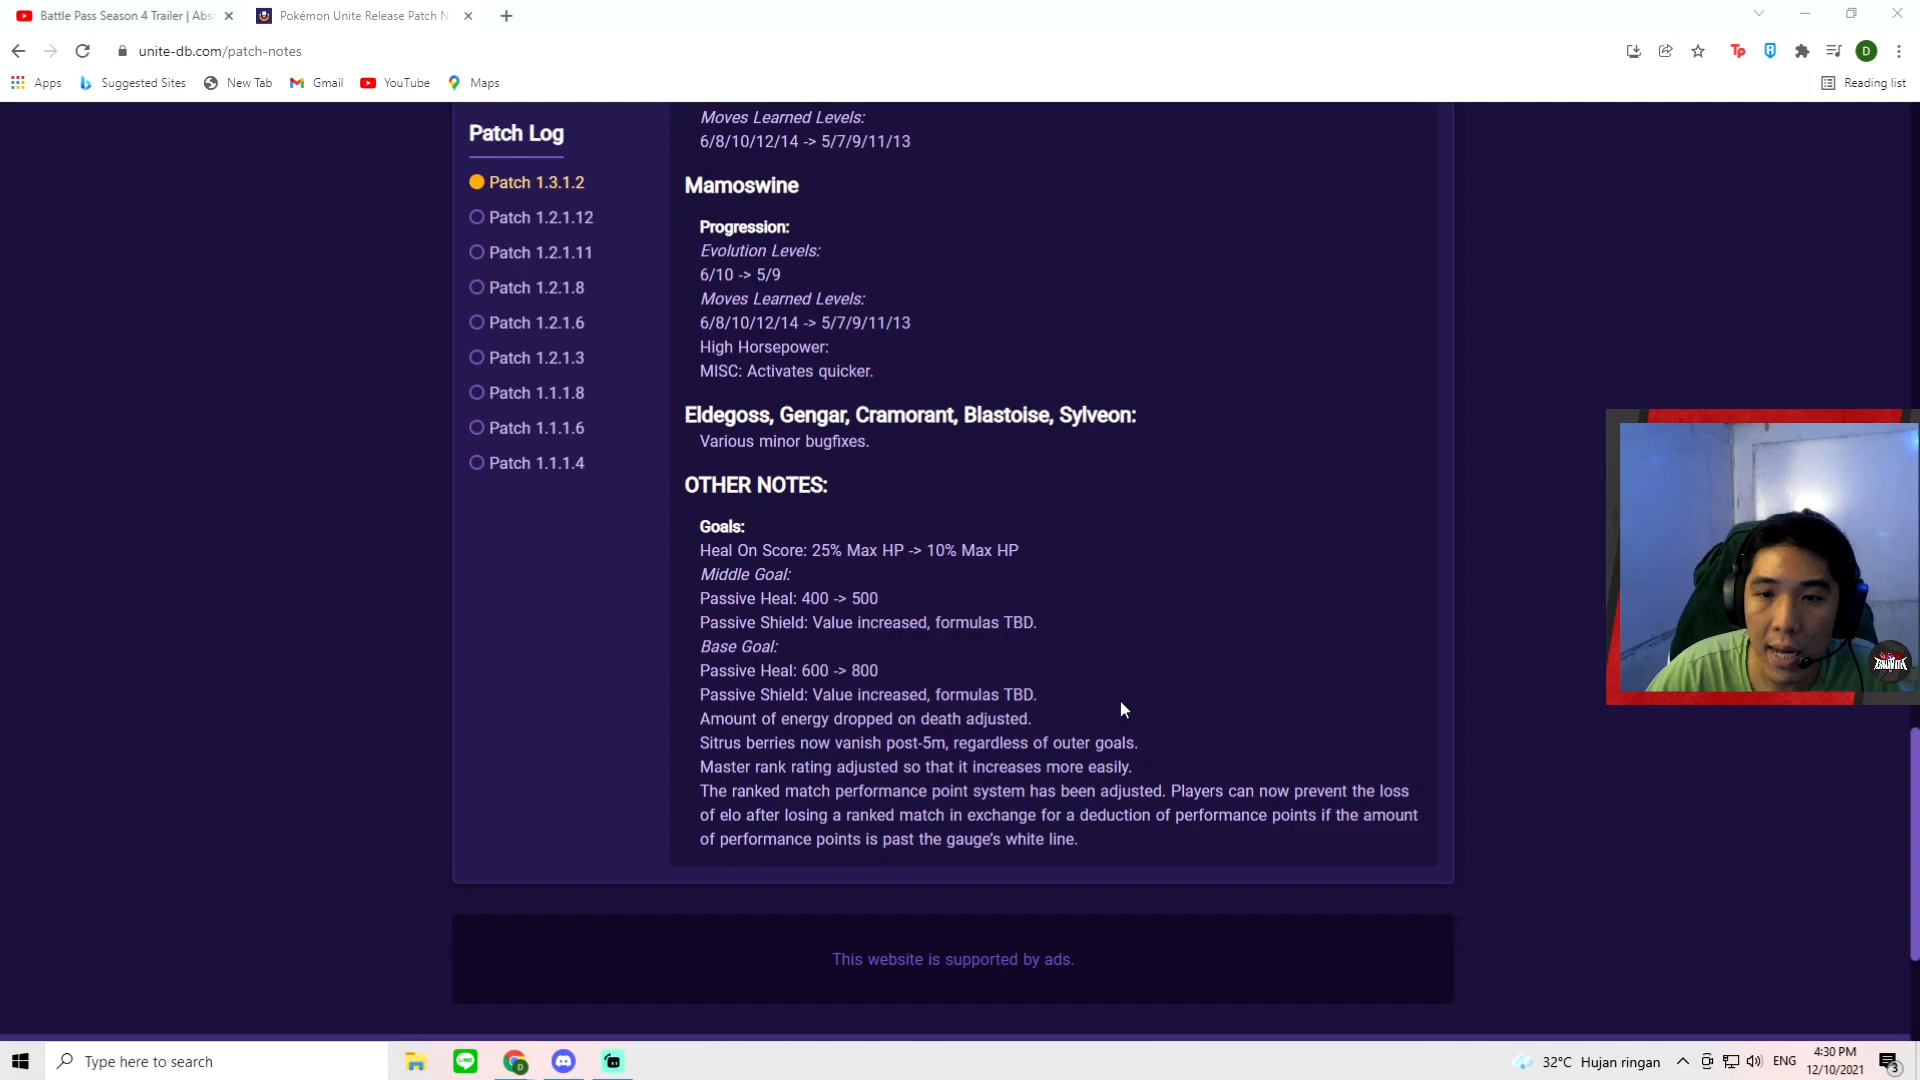 Battle Pass Season 4 Trailer | Abs
Pokémon Unite Release Patch N
unite-db.com/patch-notes
Tp
D
Apps
Suggested Sites
New Tab
Gmail
YouTube
Maps
Reading list
Patch Log
Patch 1.3.1.2
Patch 1.2.1.12
Patch 1.2.1.11
Patch 1.2.1.8
Patch 1.2.1.6
Patch 1.2.1.3
Patch 1.1.1.8
Patch 1.1.1.6
Patch 1.1.1.4
Moves Learned Levels:
6/8/10/12/14 -> 5/7/9/11/13
Mamoswine
Progression:
Evolution Levels:
6/10 -> 5/9
Moves Learned Levels:
6/8/10/12/14 -> 5/7/9/11/13
High Horsepower:
MISC: Activates quicker.
Eldegoss, Gengar, Cramorant, Blastoise, Sylveon:
Various minor bugfixes.
OTHER NOTES:
Goals:
Heal On Score: 25% Max HP -> 10% Max HP
Middle Goal:
Passive Heal: 400 -> 500
Passive Shield: Value increased, formulas TBD.
Base Goal:
Passive Heal: 600 -> 800
Passive Shield: Value increased, formulas TBD.
Amount of energy dropped on death adjusted.
Sitrus berries now vanish post-5m, regardless of outer goals.
Master rank rating adjusted so that it increases more easily.
The ranked match performance point system has been adjusted. Players can now prevent the loss
of elo after losing a ranked match in exchange for a deduction of performance points if the amount
of performance points is past the gauge's white line.
This website is supported by ads.
Type here to search
32°C Hujan ringan
ENG
4:30 PM
12/10/2021
3